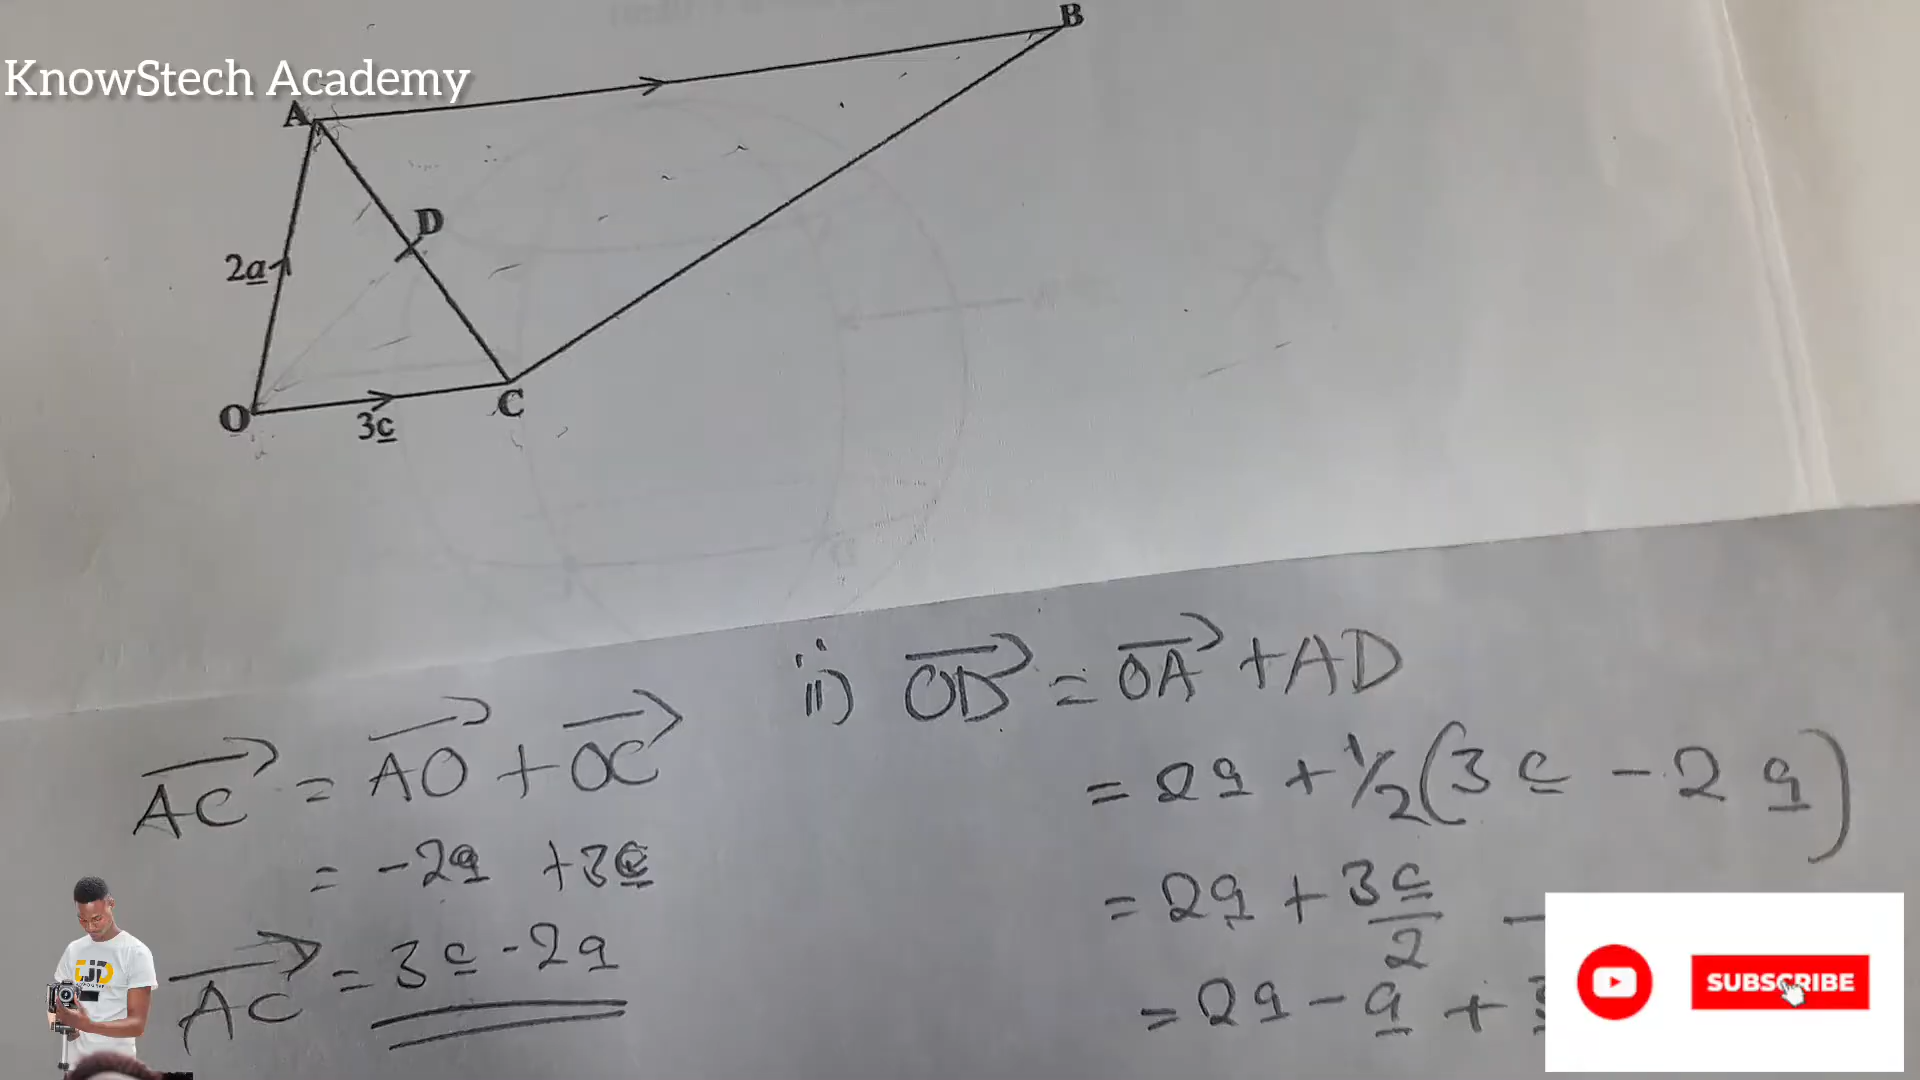 B
KnowStech Academy
A
D
2a
O
C
3c
ii) OD = OA + AD
AC = AO + OC
= 2a + 1/2(3c - 2a)
= -2a + 3c
= 2a + 3c/2 -
AC = 3c - 2a
= 2a - a +
SUBSCRIBE